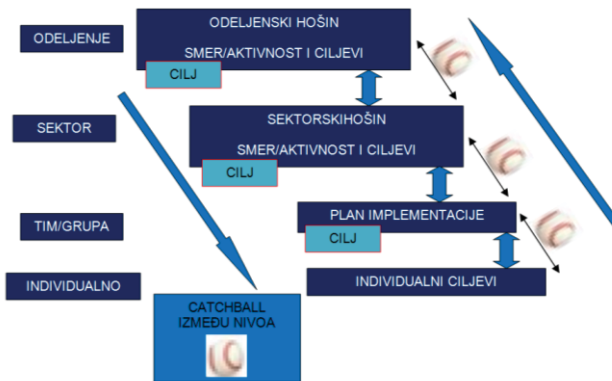 ODELJENJE
ODELJENSKI HOŠIN
SMER/AKTIVNOST I CILJEVI
CILJ
SEKTOR
SEKTORSKIHOŠIN
SMER/AKTIVNOST I CILJEVI
CILJ
TIM/GRUPA
PLAN IMPLEMENTACIJE
CILJ
INDIVIDUALNO
INDIVIDUALNI CILJEVI
CATCHBALL
IZMEĐU NIVOA